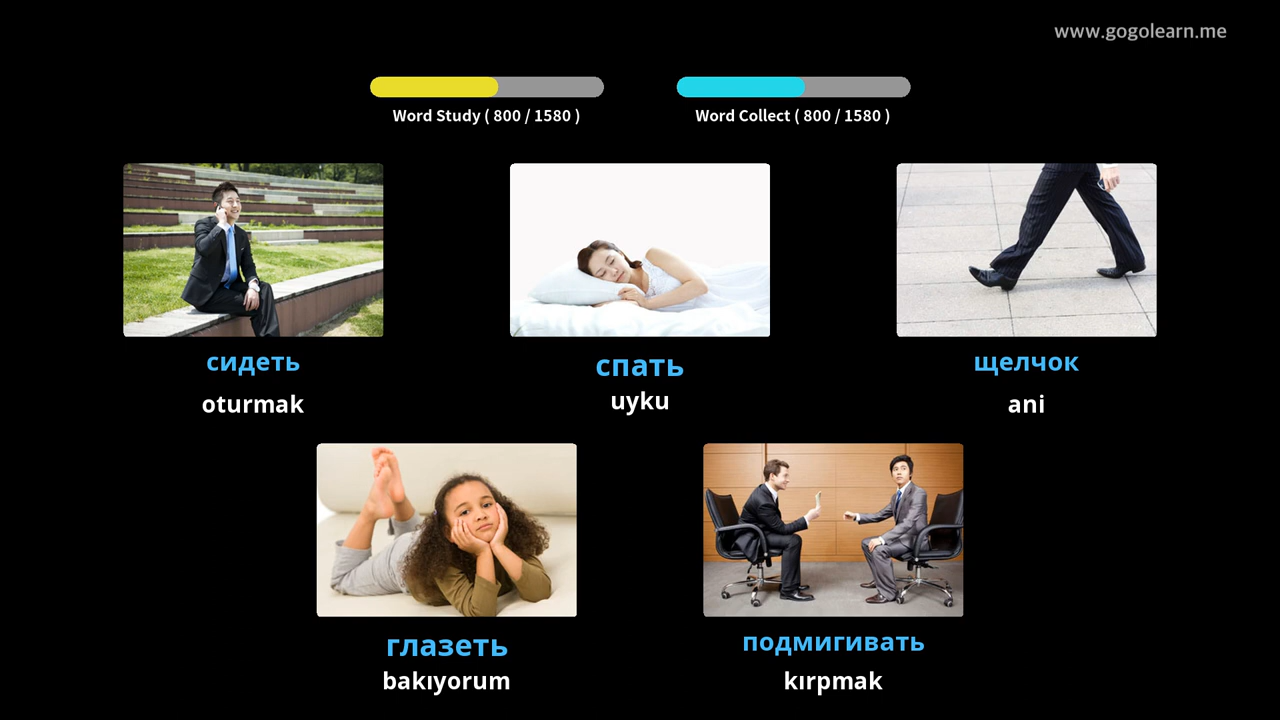 www.gogolearn.me
Word Study ( 800 / 1580 )
Word Collect ( 800 / 1580 )
сидеть
oturmak
спать
uyku
щелчок
ani
глазеть
bakıyorum
подмигивать
kırpmak